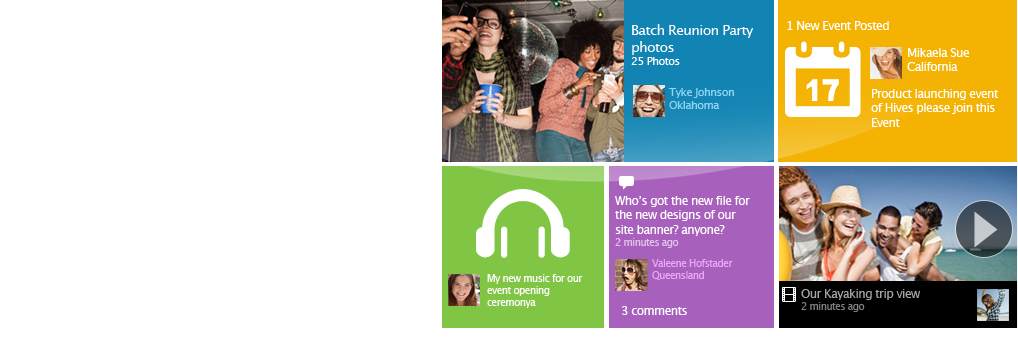 Batch Reunion Party
photos
25 Photos
Tyke Johnson
Oklahoma
1 New Event Posted
17
Mikaela Sue
California
Product launching event
of Hives please join this
Event
My new music for our
event opening
ceremonya
Who's got the new file for
the new designs of our
site banner? anyone?
2 minutes ago
Valeene Hofstader
Queensland
3 comments
Our Kayaking trip view
2 minutes ago